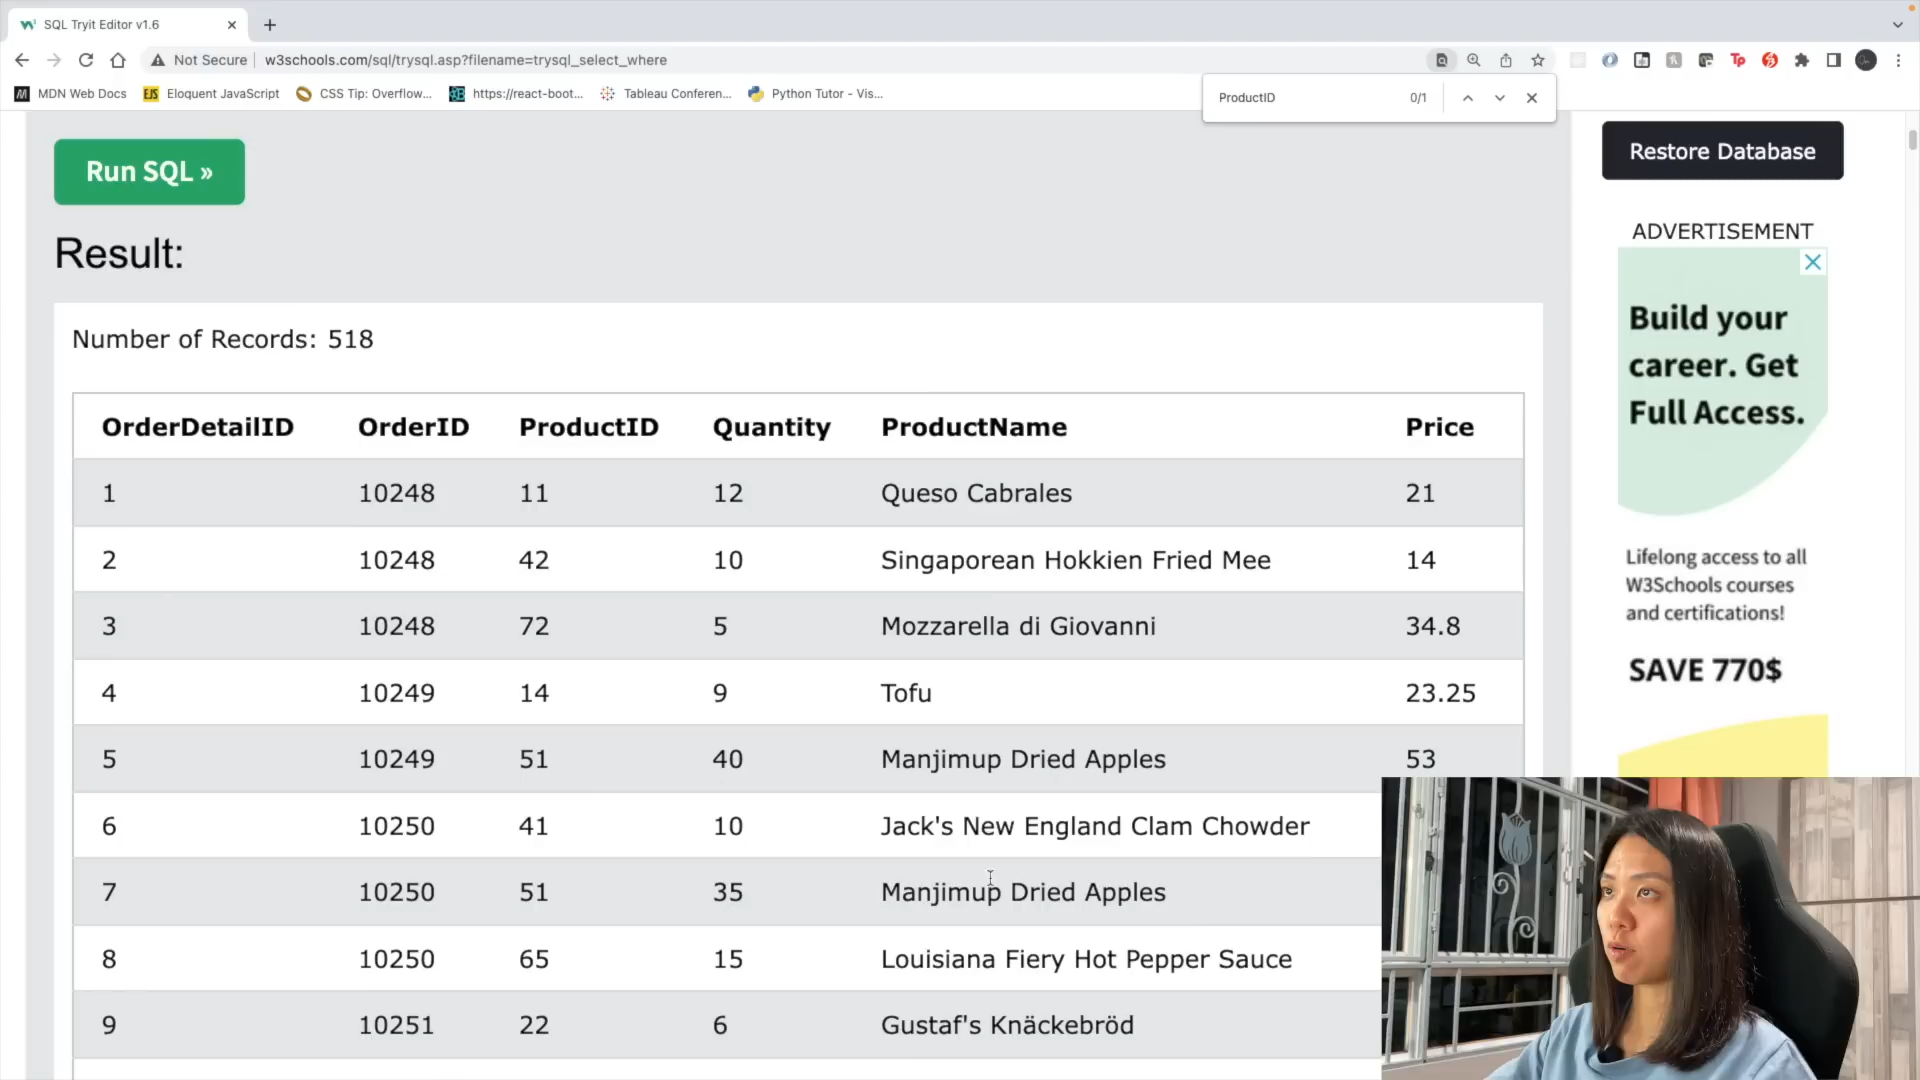 SQL Tryit Editor v1.6
Not Secure
w3schools.com/sql/trysql.asp?filename=trysql_select_where
Tp
MDN Web Docs
EJS
Eloquent JavaScript
CSS Tip: Overflow...
https://react-boot...
Tableau Conferen...
Python Tutor - Vis...
ProductID
0/1
Run SQL »
Restore Database
Result:
ADVERTISEMENT
Build your
career. Get
Full Access.
Lifelong access to all
W3Schools courses
and certifications!
SAVE 770$
Number of Records: 518
OrderDetailID OrderID ProductID Quantity ProductName Price
1 10248 11 12 Queso Cabrales 21
2 10248 42 10 Singaporean Hokkien Fried Mee 14
3 10248 72 5 Mozzarella di Giovanni 34.8
4 10249 14 9 Tofu 23.25
5 10249 51 40 Manjimup Dried Apples 53
6 10250 41 10 Jack's New England Clam Chowder
7 10250 51 35 Manjimup Dried Apples
8 10250 65 15 Louisiana Fiery Hot Pepper Sauce
9 10251 22 6 Gustaf's Knäckebröd